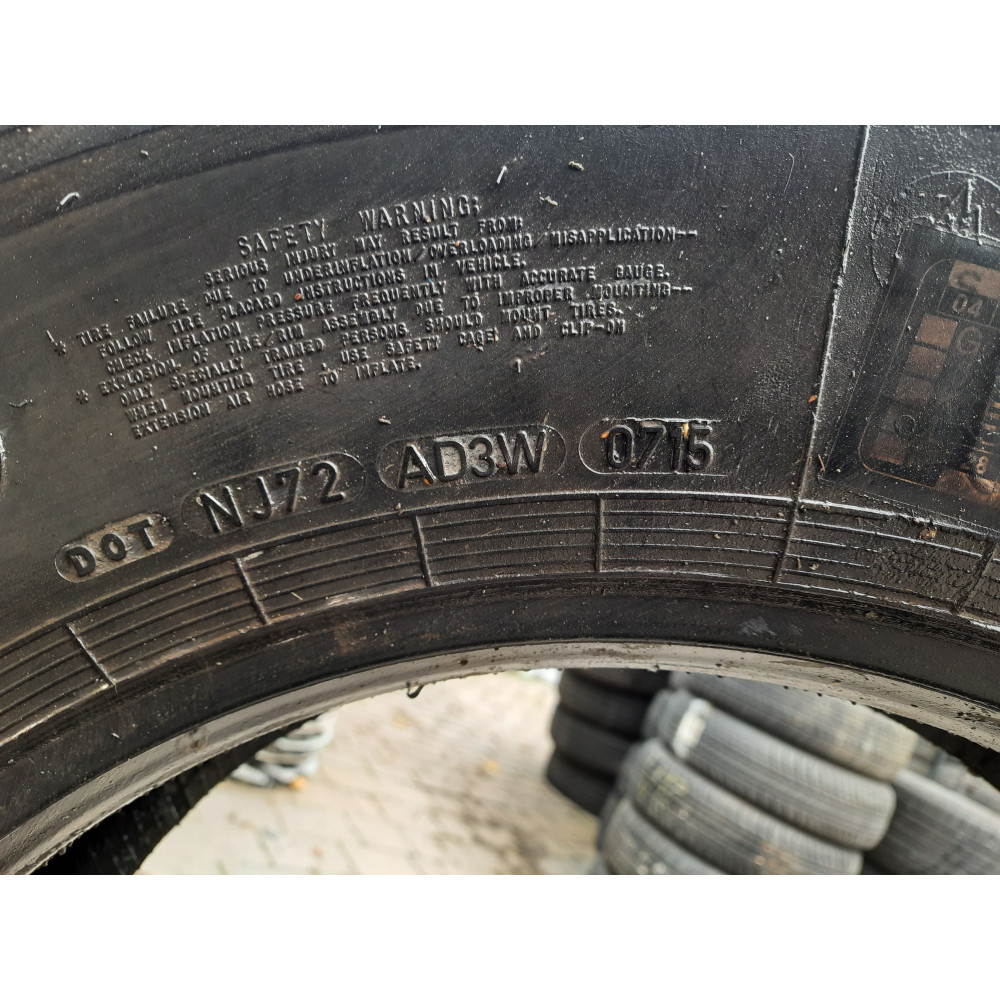 SAFETY WARNING:
SERIOUS INJURY MAY RESULT FROM:
* TIRE FAILURE DUE TO UNDERINFLATION/OVERLOADING/MISAPPLICATION--
FOLLOW TIRE PLACARD INSTRUCTIONS IN VEHICLE.
CHECK INFLATION PRESSURE FREQUENTLY WITH ACCURATE GAUGE.
* EXPLOSION OF TIRE/RIM ASSEMBLY DUE TO IMPROPER MOUNTING--
ONLY SPECIALLY TRAINED PERSONS SHOULD MOUNT TIRES.
WHEN MOUNTING TIRE, USE SAFETY CAGE AND CLIP-ON
EXTENSION AIR HOSE TO INFLATE.
DOT NJ72 AD3W 0715
04
G